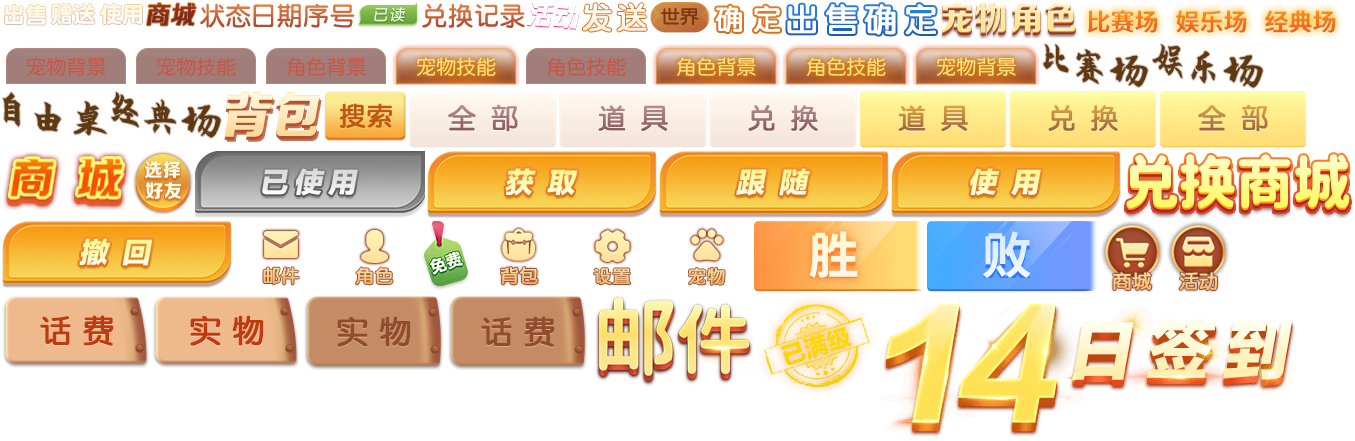 出售 赠送 使用 商城 状态 日期 序号 已读 兑换记录 活动 发送 世界 确定 出售 确定 宠物 角色 比赛场 娱乐场 经典场
宠物背景 宠物技能 角色背景 宠物技能 角色技能 角色背景 角色技能 宠物背景 比赛场 娱乐场
自由桌 经典场 背包 搜索 全部 道具 兑换 道具 兑换 全部
商城 选择好友 已使用 获取 跟随 使用 兑换商城
撤回 邮件 角色 免费 背包 设置 宠物 胜 败 商城 活动
话费 实物 实物 话费 邮件 已满级 14日签到